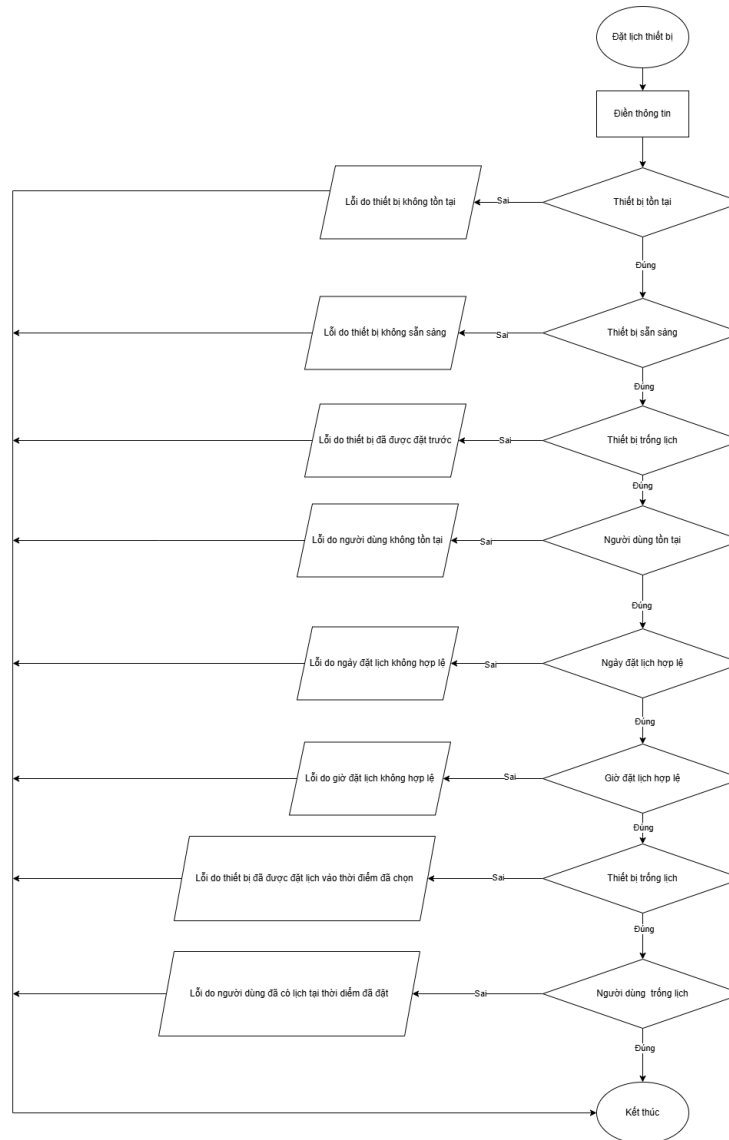 Đặt lịch thiết bị
Điền thông tin
Thiết bị tồn tại
Sai
Lỗi do thiết bị không tồn tại
Đúng
Thiết bị sẵn sàng
Sai
Lỗi do thiết bị không sẵn sáng
Đúng
Thiết bị trống lịch
Sai
Lỗi do thiết bị đã được đặt trước
Đúng
Người dùng tồn tại
Sai
Lỗi do người dùng không tồn tại
Đúng
Ngày đặt lịch hợp lệ
Sai
Lỗi do ngáy đặt lịch không hợp lệ
Đúng
Giờ đặt lịch hợp lệ
Sai
Lỗi do giờ đặt lịch không hợp lệ
Đúng
Thiết bị trống lịch
Sai
Lỗi do thiết bị đã được đặt lịch vào thời điểm đã chọn
Đúng
Người dùng trống lịch
Sai
Lỗi do người dùng đã có lịch tại thời điểm đã đặt
Đúng
Kết thúc